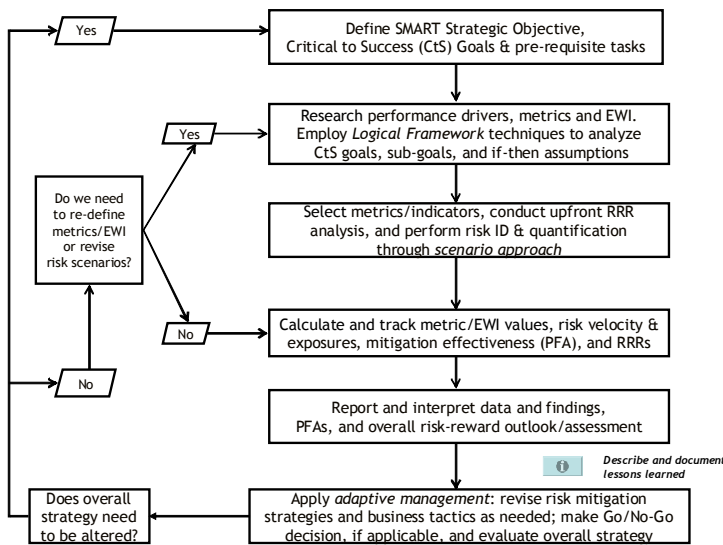 Yes
Define SMART Strategic Objective,
Critical to Success (CtS) Goals & pre-requisite tasks
Research performance drivers, metrics and EWI.
Employ Logical Framework techniques to analyze
CtS goals, sub-goals, and if-then assumptions
Yes
Do we need
to re-define
metrics/EWI
or revise
risk scenarios?
Select metrics/indicators, conduct upfront RRR
analysis, and perform risk ID & quantification
through scenario approach
No
Calculate and track metric/EWI values, risk velocity &
exposures, mitigation effectiveness (PFA), and RRRs
No
Report and interpret data and findings,
PFAs, and overall risk-reward outlook/assessment
Describe and document
lessons learned
Does overall
strategy need
to be altered?
Apply adaptive management: revise risk mitigation
strategies and business tactics as needed; make Go/No-Go
decision, if applicable, and evaluate overall strategy